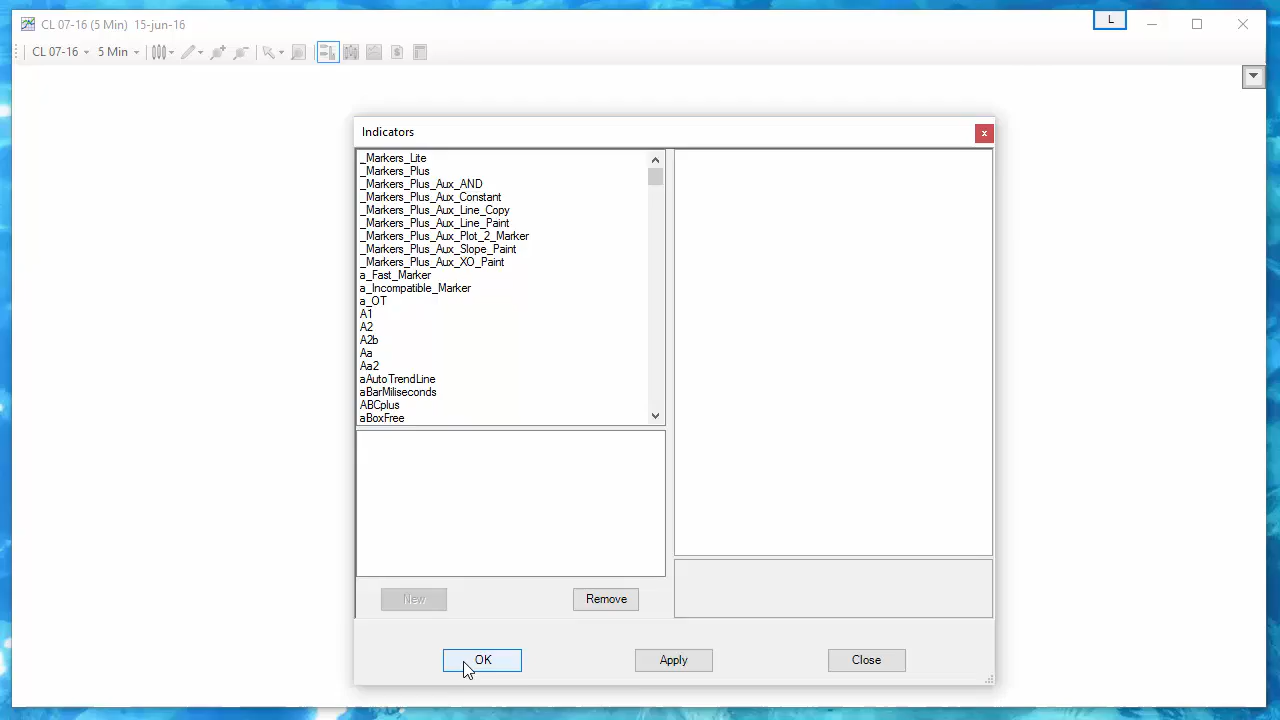 CL 07-16 (5 Min) 15-jun-16
L
CL 07-16 5 Min
Indicators
x
_Markers_Lite
_Markers_Plus
_Markers_Plus_Aux_AND
_Markers_Plus_Aux_Constant
_Markers_Plus_Aux_Line_Copy
_Markers_Plus_Aux_Line_Paint
_Markers_Plus_Aux_Plot_2_Marker
_Markers_Plus_Aux_Slope_Paint
_Markers_Plus_Aux_XO_Paint
a_Fast_Marker
a_Incompatible_Marker
a_OT
A1
A2
A2b
Aa
Aa2
aAutoTrendLine
aBarMiliseconds
ABCplus
aBoxFree
New
Remove
OK
Apply
Close